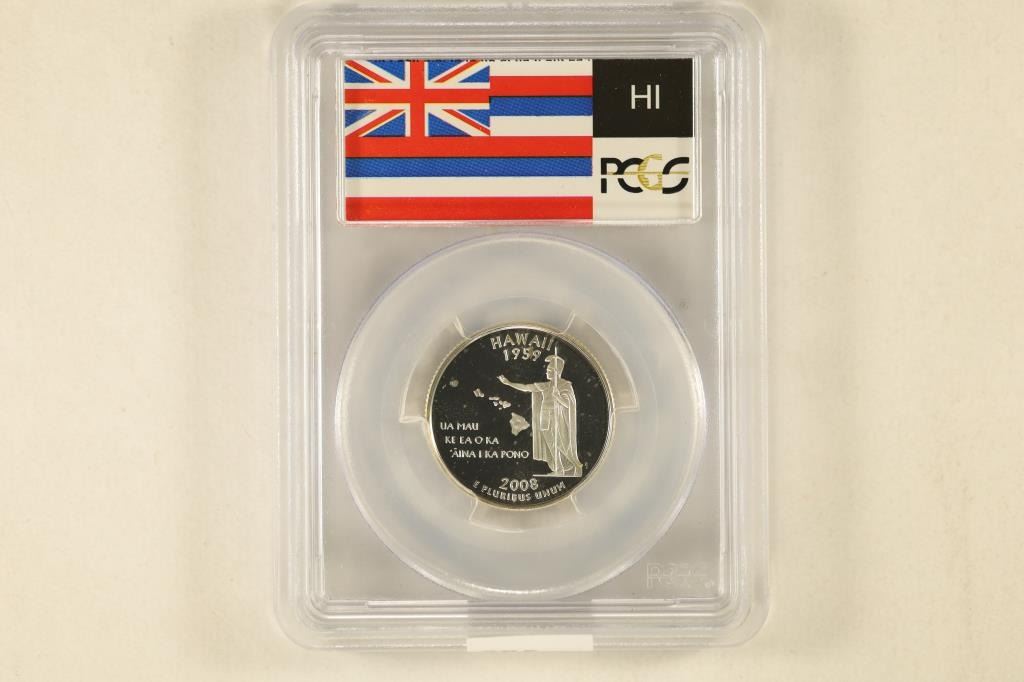 HI
PCGS
HAWAII
1959
UA MAU
KE EA O KA
ʻĀINA I KA PONO
2008
E PLURIBUS UNUM